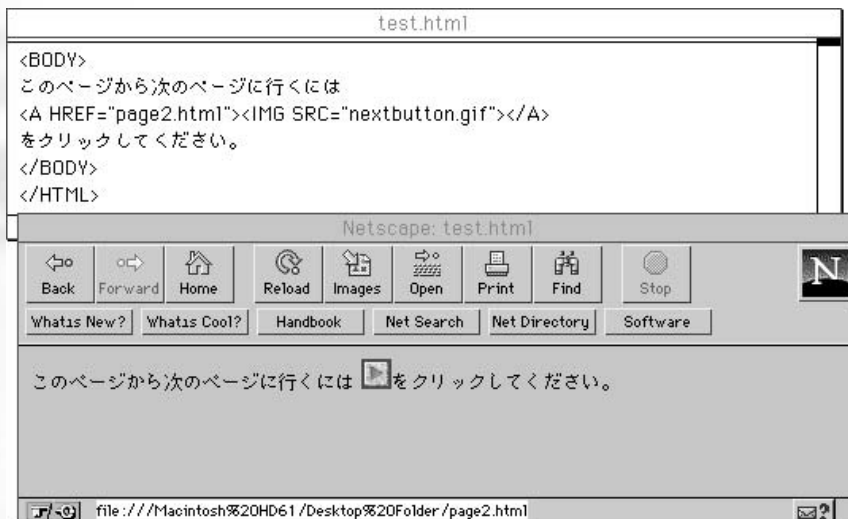 test.html
<BODY>
このページから次のページに行くには
<A HREF="page2.html"><IMG SRC="nextbutton.gif"></A>
をクリックしてください。
</BODY>
</HTML>
Netscape: test.html
Back Forward Home Reload Images Open Print Find Stop
N
What's New? What's Cool? Handbook Net Search Net Directory Software
このページから次のページに行くには をクリックしてください。
file:///Macintosh%20HD61/Desktop%20Folder/page2.html
?